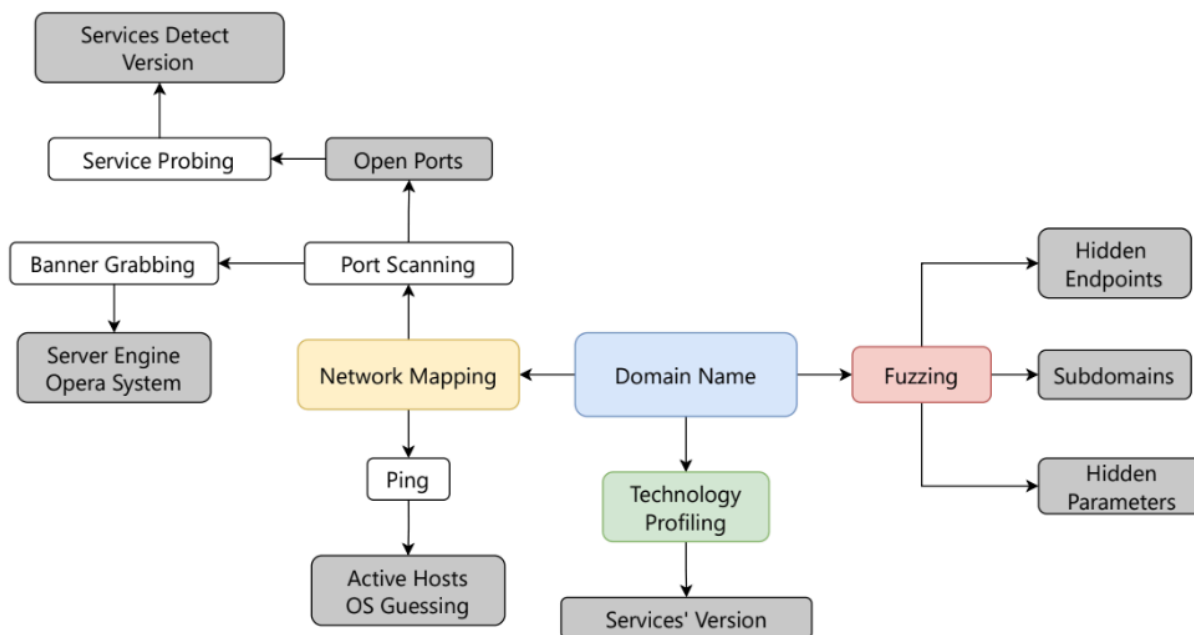 Services Detect
Version
Service Probing
Open Ports
Banner Grabbing
Port Scanning
Hidden
Endpoints
Server Engine
Opera System
Network Mapping
Domain Name
Fuzzing
Subdomains
Ping
Technology
Profiling
Hidden
Parameters
Active Hosts
OS Guessing
Services' Version